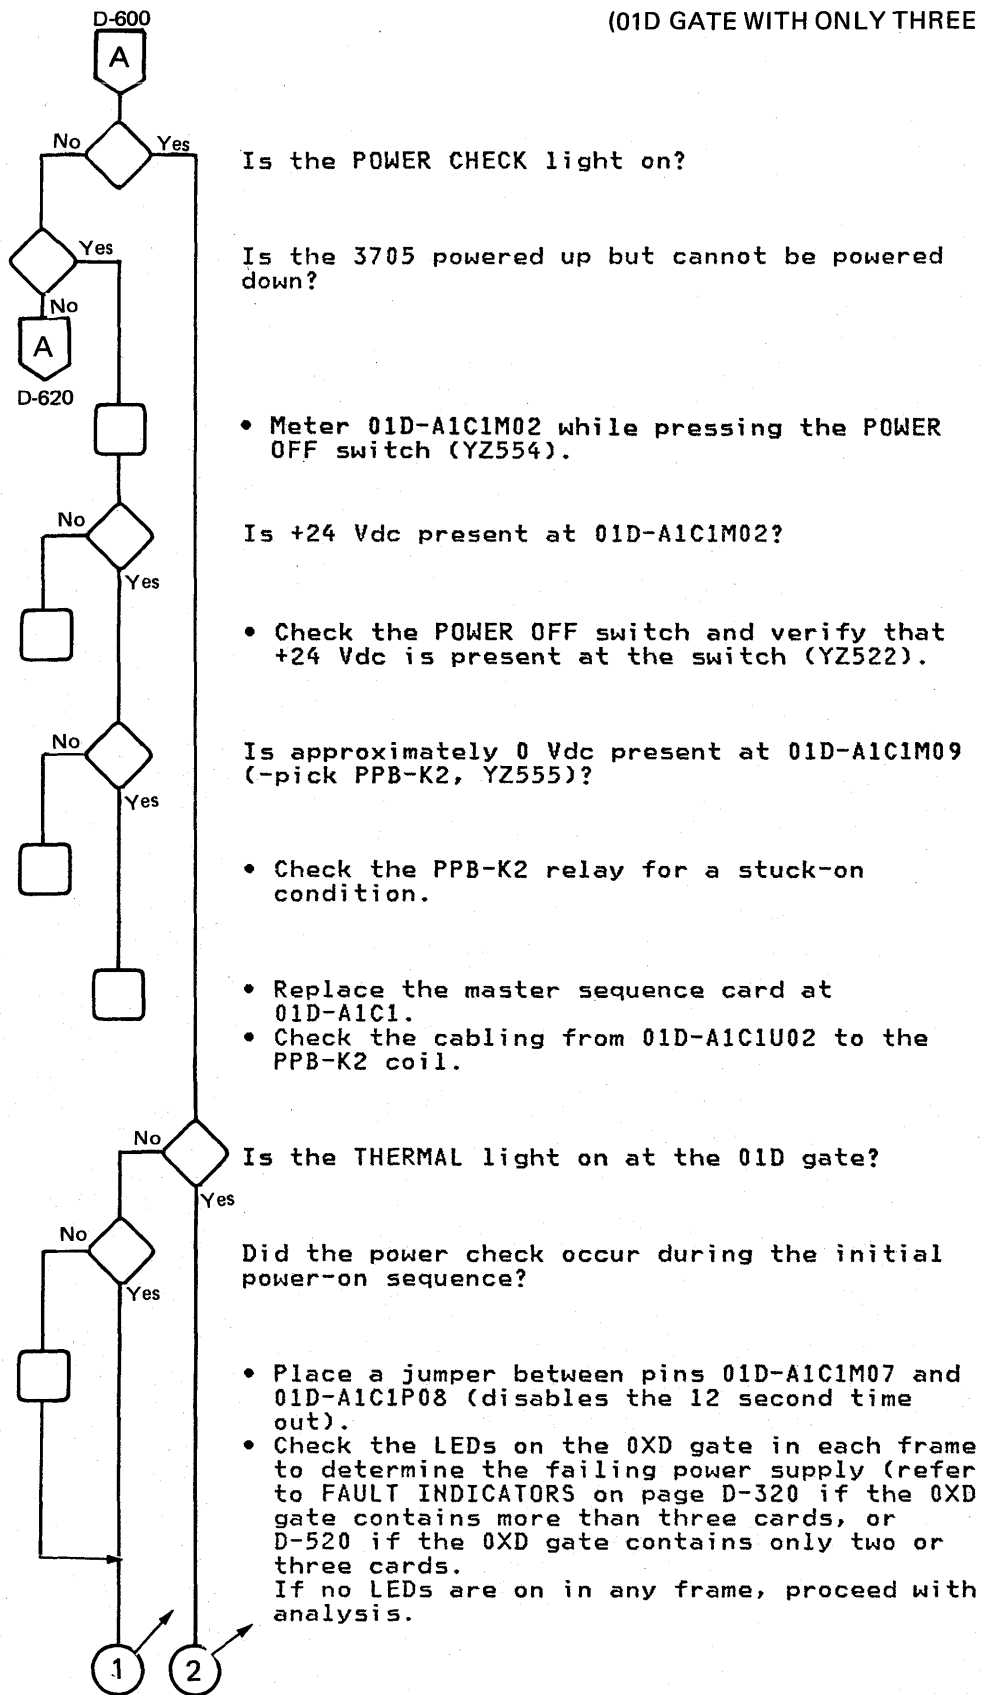 D-600
(01D GATE WITH ONLY THREE
A
No
Yes
Is the POWER CHECK light on?
Yes
Is the 3705 powered up but cannot be powered
down?
No
A
D-620
• Meter 01D-A1C1M02 while pressing the POWER
OFF switch (YZ554).
No
Is +24 Vdc present at 01D-A1C1M02?
Yes
• Check the POWER OFF switch and verify that
+24 Vdc is present at the switch (YZ522).
No
Is approximately 0 Vdc present at 01D-A1C1M09
(-pick PPB-K2, YZ555)?
Yes
• Check the PPB-K2 relay for a stuck-on
condition.
• Replace the master sequence card at
01D-A1C1.
• Check the cabling from 01D-A1C1U02 to the
PPB-K2 coil.
No
Is the THERMAL light on at the 01D gate?
Yes
No
Did the power check occur during the initial
power-on sequence?
Yes
• Place a jumper between pins 01D-A1C1M07 and
01D-A1C1P08 (disables the 12 second time
out).
• Check the LEDs on the 0XD gate in each frame
to determine the failing power supply (refer
to FAULT INDICATORS on page D-320 if the 0XD
gate contains more than three cards, or
D-520 if the 0XD gate contains only two or
three cards.
If no LEDs are on in any frame, proceed with
analysis.
1
2